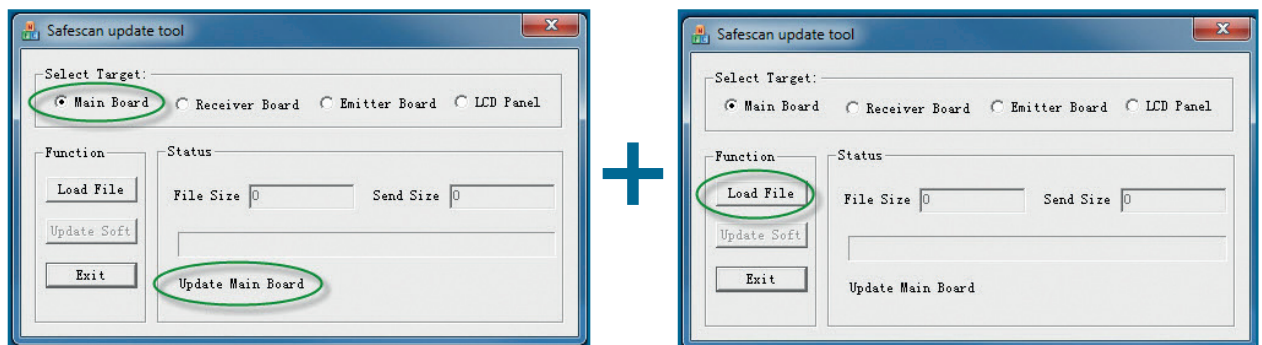 Safescan update tool
Select Target:
Main Board Receiver Board Emitter Board LCD Panel
Function
Load File
Update Soft
Exit
Status
File Size 0 Send Size 0
Update Main Board
+
Safescan update tool
Select Target:
Main Board Receiver Board Emitter Board LCD Panel
Function
Load File
Update Soft
Exit
Status
File Size 0 Send Size 0
Update Main Board